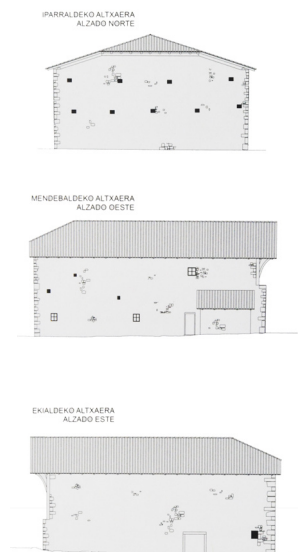 IPARRALDEKO ALTXAERA
ALZADO NORTE
MENDEBALDEKO ALTXAERA
ALZADO OESTE
EKIALDEKO ALTXAERA
ALZADO ESTE